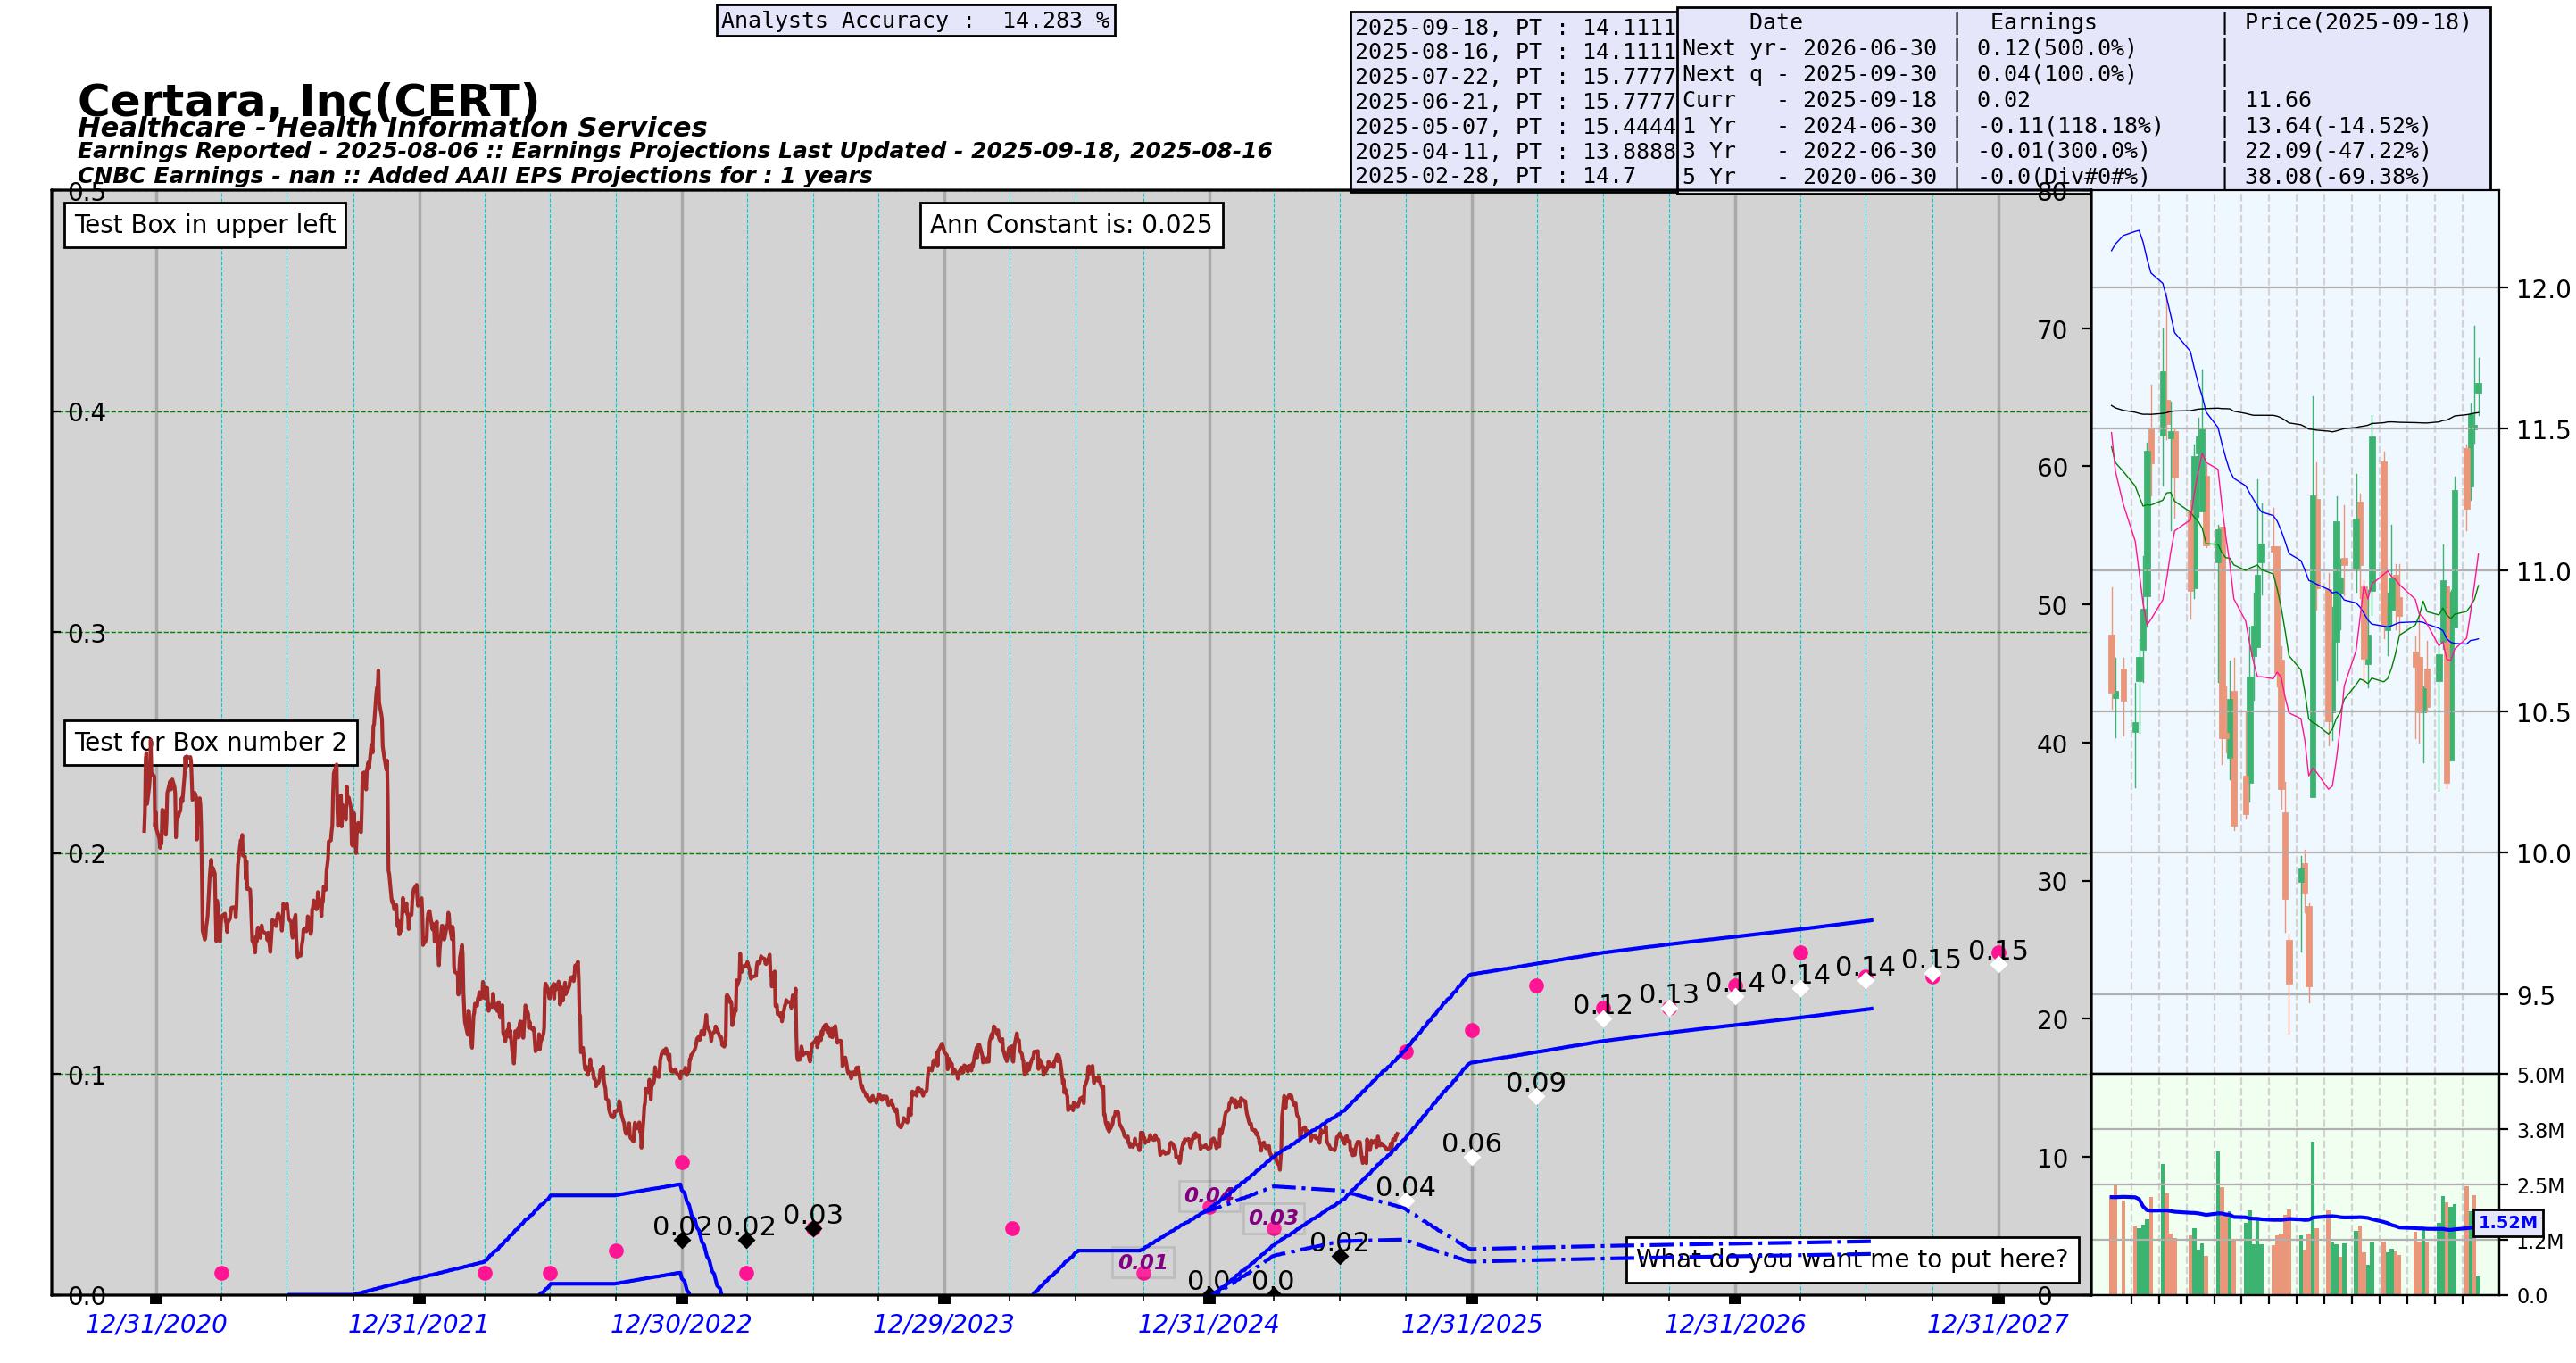 Analysts Accuracy :  14.283 %
2025-09-18, PT : 14.1111
2025-08-16, PT : 14.1111
2025-07-22, PT : 15.7777
2025-06-21, PT : 15.7777
2025-05-07, PT : 15.4444
2025-04-11, PT : 13.8888
2025-02-28, PT : 14.7
Date | Earnings | Price(2025-09-18)
Next yr- 2026-06-30 | 0.12(500.0%) |
Next q - 2025-09-30 | 0.04(100.0%) |
Curr - 2025-09-18 | 0.02 | 11.66
1 Yr - 2024-06-30 | -0.11(118.18%) | 13.64(-14.52%)
3 Yr - 2022-06-30 | -0.01(300.0%) | 22.09(-47.22%)
5 Yr - 2020-06-30 | -0.0(Div#0#%) | 38.08(-69.38%)
Certara, Inc(CERT)
Healthcare - Health Information Services
Earnings Reported - 2025-08-06 :: Earnings Projections Last Updated - 2025-09-18, 2025-08-16
CNBC Earnings - nan :: Added AAII EPS Projections for : 1 years
Test Box in upper left
Ann Constant is: 0.025
Test for Box number 2
What do you want me to put here?
0.5
0.4
0.3
0.2
0.1
0.0
80
70
60
50
40
30
20
10
0
12.0
11.5
11.0
10.5
10.0
9.5
5.0M
3.8M
2.5M
1.52M
1.2M
0.0
0.02
0.02
0.03
0.01
0.04
0.03
0.0
0.0
0.02
0.04
0.06
0.09
0.12
0.13
0.14
0.14
0.14
0.15
0.15
12/31/2020
12/31/2021
12/30/2022
12/29/2023
12/31/2024
12/31/2025
12/31/2026
12/31/2027